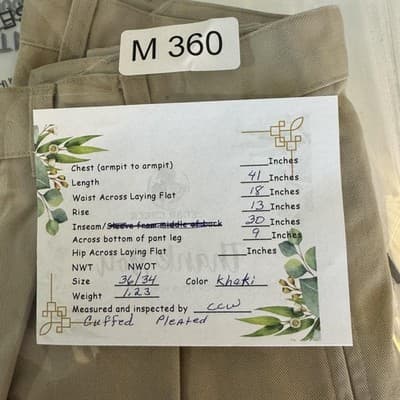 M 360
Chest (armpit to armpit) ____Inches
Length 41 Inches
Waist Across Laying Flat 18 Inches
Rise 13 Inches
Inseam/Sleeve from middle of back 30 Inches
Across bottom of pant leg 9 Inches
Hip Across Laying Flat ____Inches
NWT NWOT
Size 36/34 Color Khaki
Weight 1.23
Measured and inspected by CCW
Cuffed Pleated